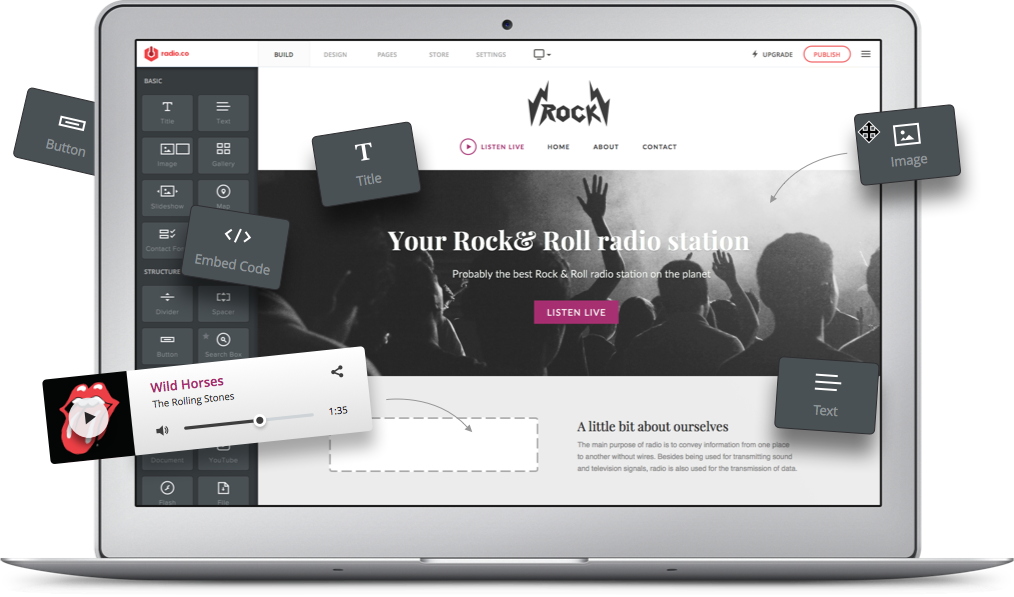 radio.co
BUILD
DESIGN
PAGES
STORE
SETTINGS
UPGRADE
PUBLISH
BASIC
Title
Text
Image
Gallery
Slideshow
Map
Contact For
STRUCTURE
Divider
Spacer
Button
Search Box
Document
YouTube
Flash
File
Button
Title
Embed Code
Image
Text
ROCK
LISTEN LIVE
HOME
ABOUT
CONTACT
Your Rock& Roll radio station
Probably the best Rock & Roll radio station on the planet
LISTEN LIVE
Wild Horses
The Rolling Stones
1:35
A little bit about ourselves
The main purpose of radio is to convey information from one place
to another without wires. Besides being used for transmitting sound
and television signals, radio is also used for the transmission of data.